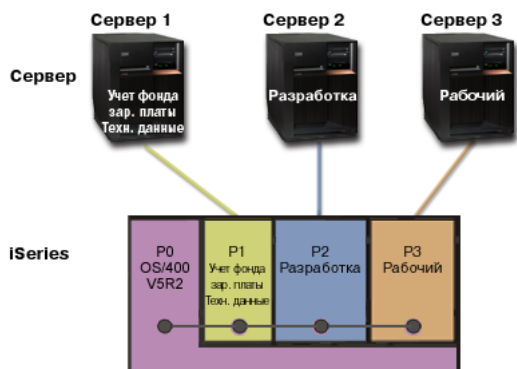 Сервер 1
Сервер 2
Сервер 3
Сервер
Учет фонда
зар. платы
Техн. данные
Разработка
Рабочий
iSeries
P0
OS/400
V5R2
P1
Учет фонда
зар. платы
Техн. данные
P2
Разработка
P3
Рабочий